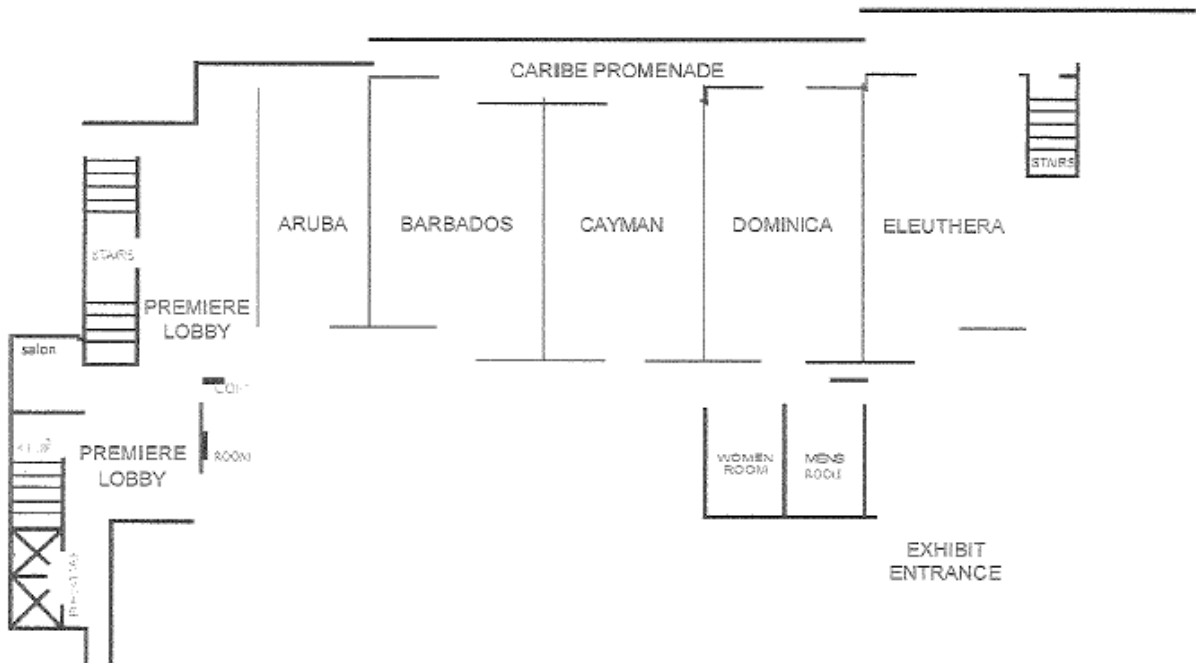 CARIBE PROMENADE
STAIRS
ARUBA
BARBADOS
CAYMAN
DOMINICA
ELEUTHERA
STAIRS
PREMIERE
LOBBY
salon
PREMIERE
LOBBY
ROOM
WOMEN
ROOM
MENS
EXHIBIT
ENTRANCE